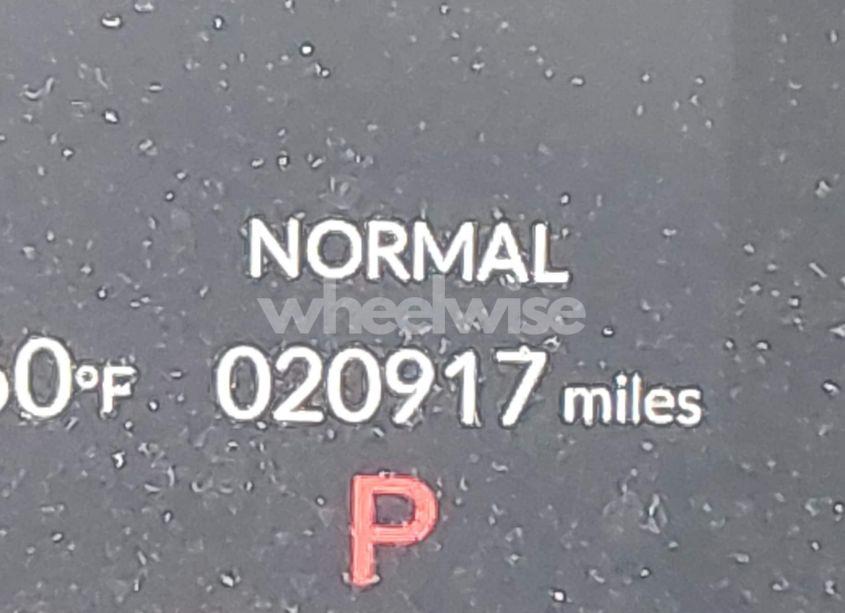 NORMAL
wheelwise
0°F 020917 miles
P